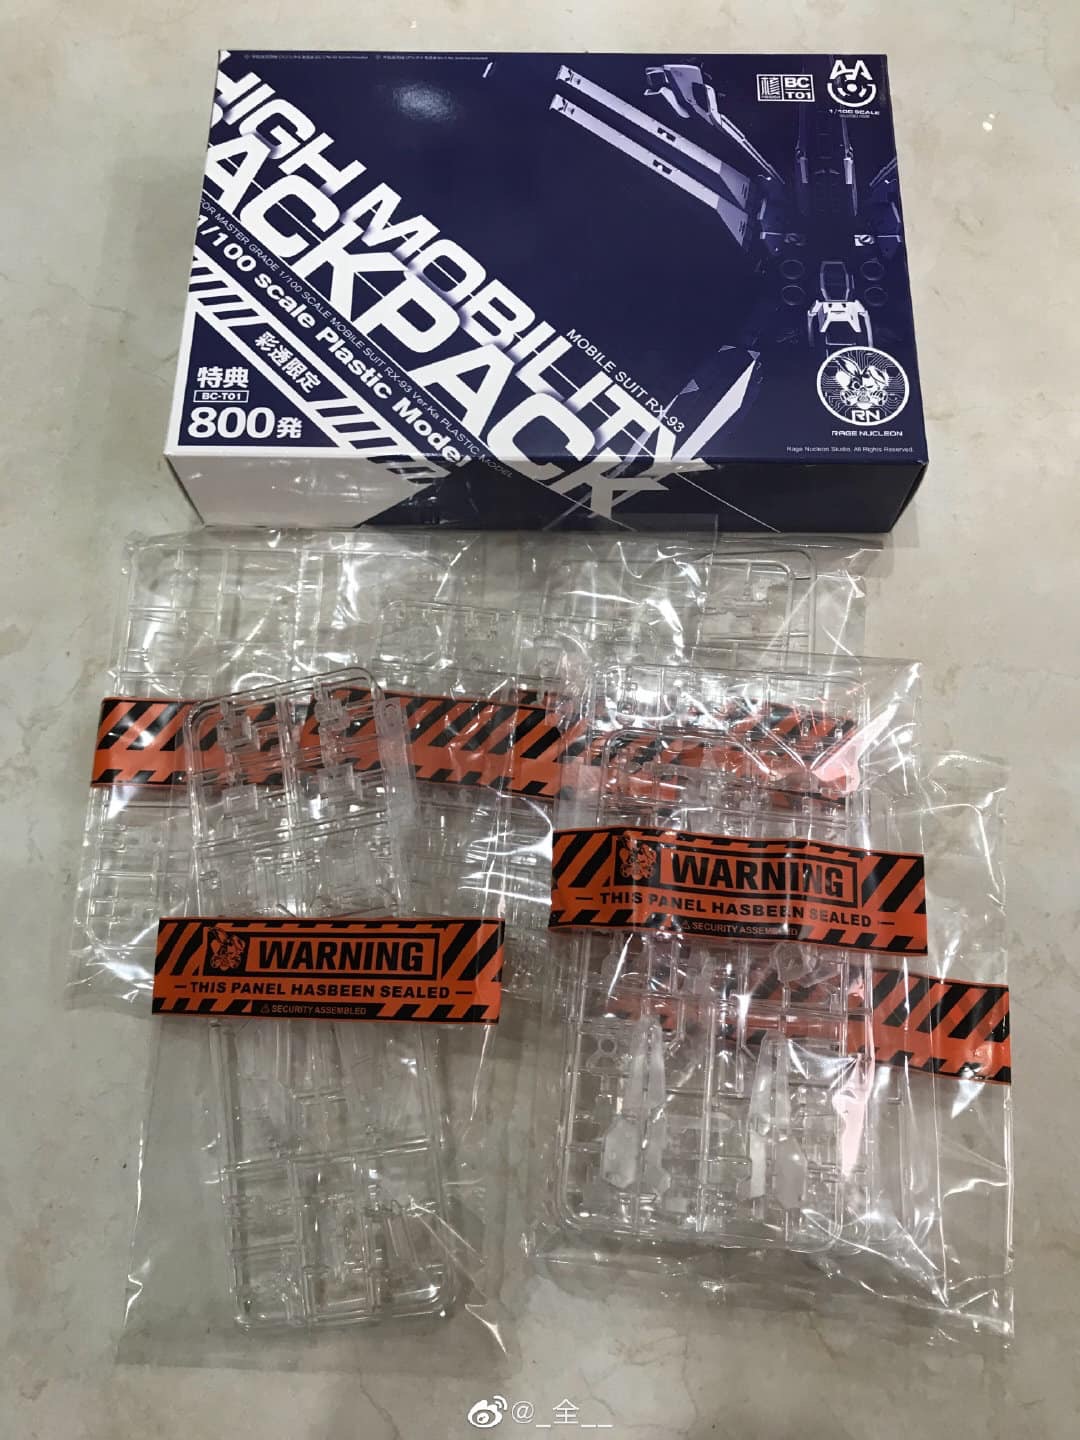 HIGH MOBILITY
BACKPACK
FOR MASTER GRADE 1/100 SCALE MOBILE SUIT RX-93 Ver.Ka PLASTIC MODEL
1/100 scale Plastic Model
MOBILE SUIT RX-93
彩透限定
特典
BC-T01
800発
BC
T01
1/100 SCALE
RN
RAGE NUCLEON
Rage Nucleon Studio, All Rights Reserved.
WARNING
THIS PANEL HASBEEN SEALED
SECURITY ASSEMBLED
WARNING
THIS PANEL HASBEEN SEALED
SECURITY ASSEMBLED
@_全__